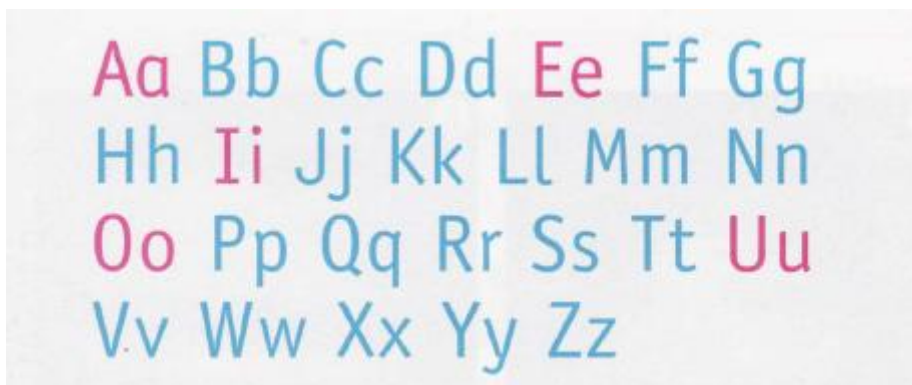 Aa Bb Cc Dd Ee Ff Gg
Hh Ii Jj Kk Ll Mm Nn
Oo Pp Qq Rr Ss Tt Uu
Vv Ww Xx Yy Zz